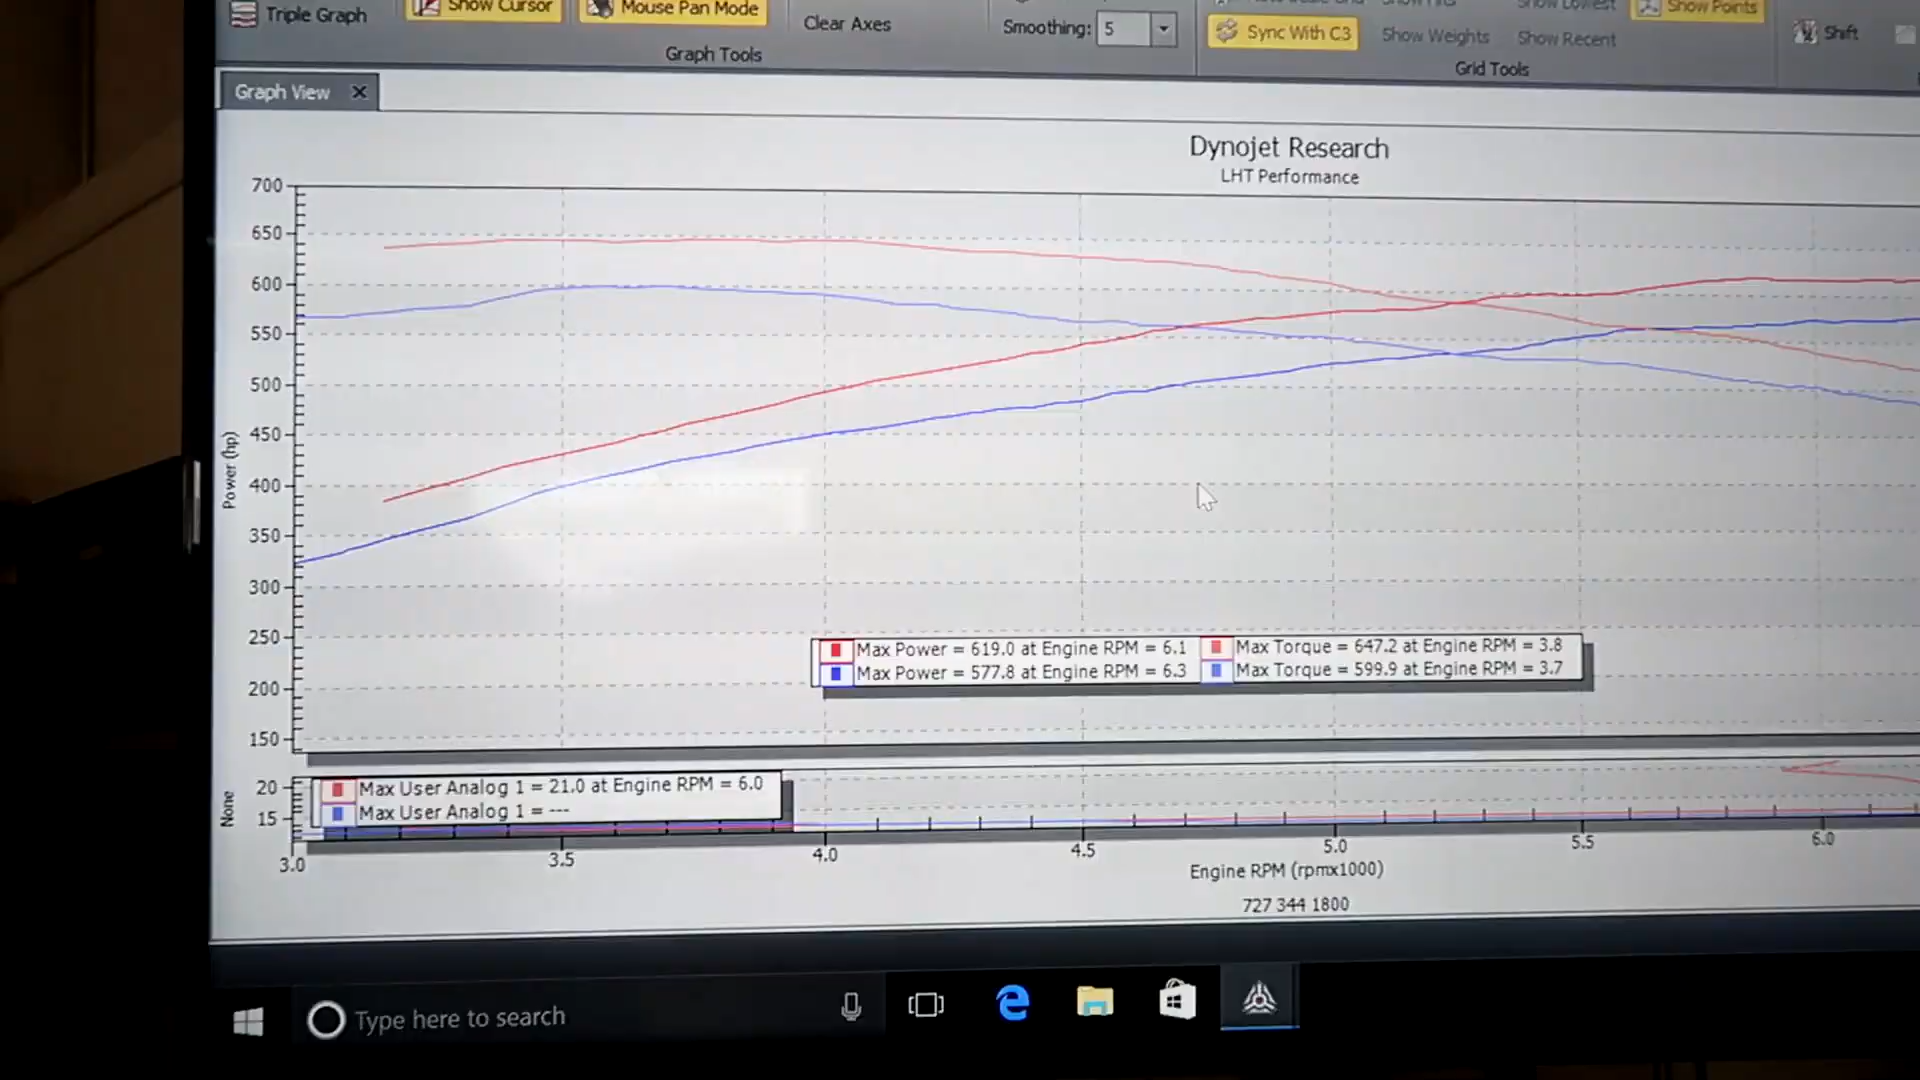 Triple Graph
Show Cursor
Mouse Pan Mode
Clear Axes
Smoothing: 5
Graph Tools
Sync With C3
Show Weights
Show Lowest
Show Recent
Show Points
Shift
Grid Tools
Graph View
Dynojet Research
LHT Performance
700
650
600
550
500
450
400
350
300
250
200
150
Power (hp)
Max Power = 619.0 at Engine RPM = 6.1 Max Torque = 647.2 at Engine RPM = 3.8
Max Power = 577.8 at Engine RPM = 6.3 Max Torque = 599.9 at Engine RPM = 3.7
None
20
15
Max User Analog 1 = 21.0 at Engine RPM = 6.0
Max User Analog 1 = ---
3.0 3.5 4.0 4.5 5.0 5.5 6.0
Engine RPM (rpmx1000)
727 344 1800
Type here to search